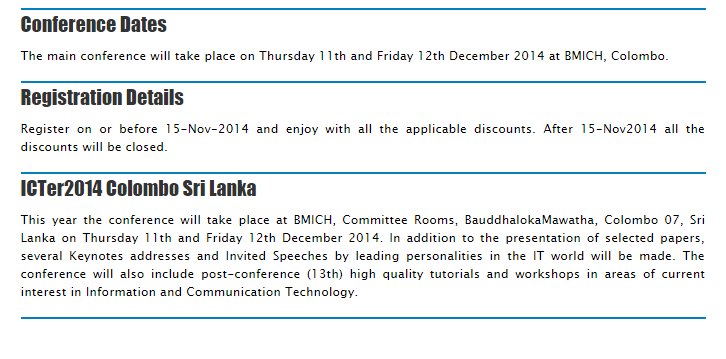 Conference Dates
The main conference will take place on Thursday 11th and Friday 12th December 2014 at BMICH, Colombo.
Registration Details
Register on or before 15-Nov-2014 and enjoy with all the applicable discounts. After 15-Nov2014 all the
discounts will be closed.
ICTer2014 Colombo Sri Lanka
This year the conference will take place at BMICH, Committee Rooms, BauddhalokaMawatha, Colombo 07, Sri
Lanka on Thursday 11th and Friday 12th December 2014. In addition to the presentation of selected papers,
several Keynotes addresses and Invited Speeches by leading personalities in the IT world will be made. The
conference will also include post-conference (13th) high quality tutorials and workshops in areas of current
interest in Information and Communication Technology.